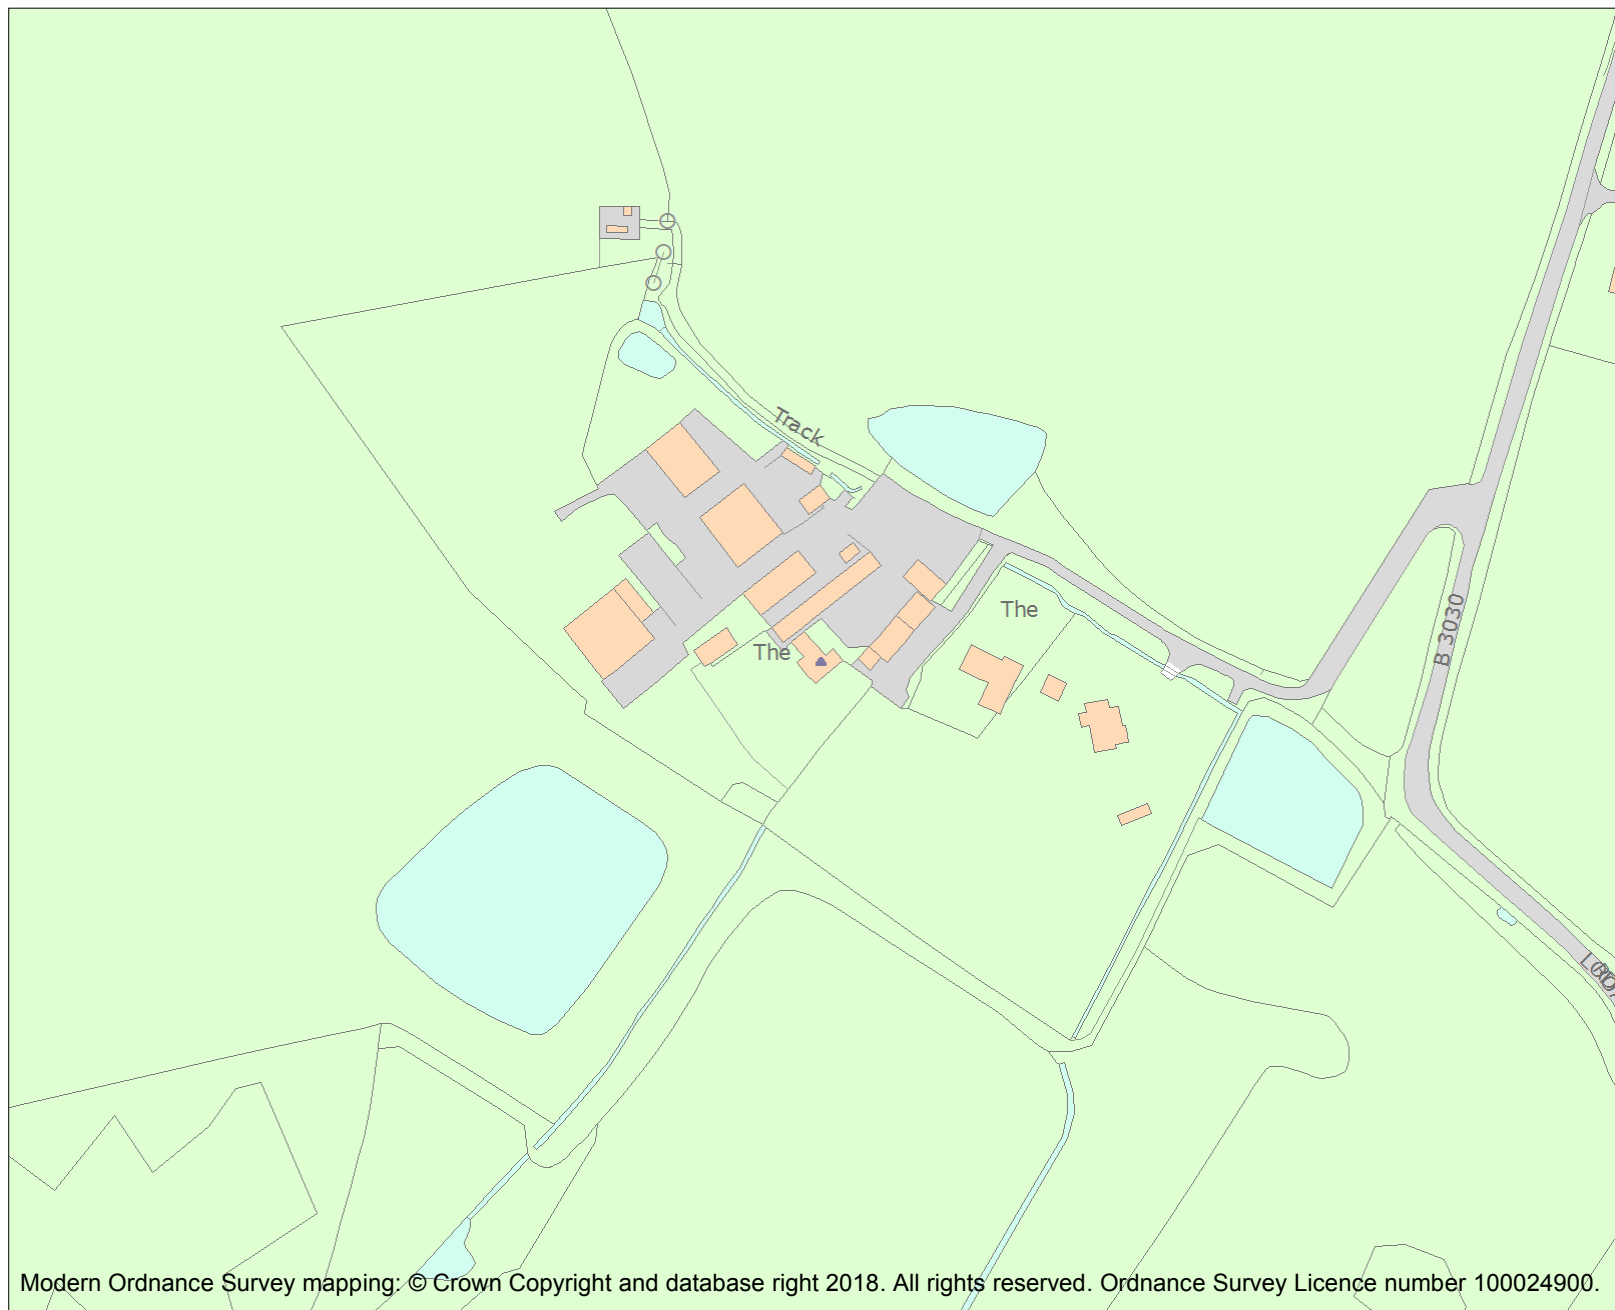 Track
The
B 3030
The
Modern Ordnance Survey mapping: © Crown Copyright and database right 2018. All rights reserved. Ordnance Survey Licence number 100024900.